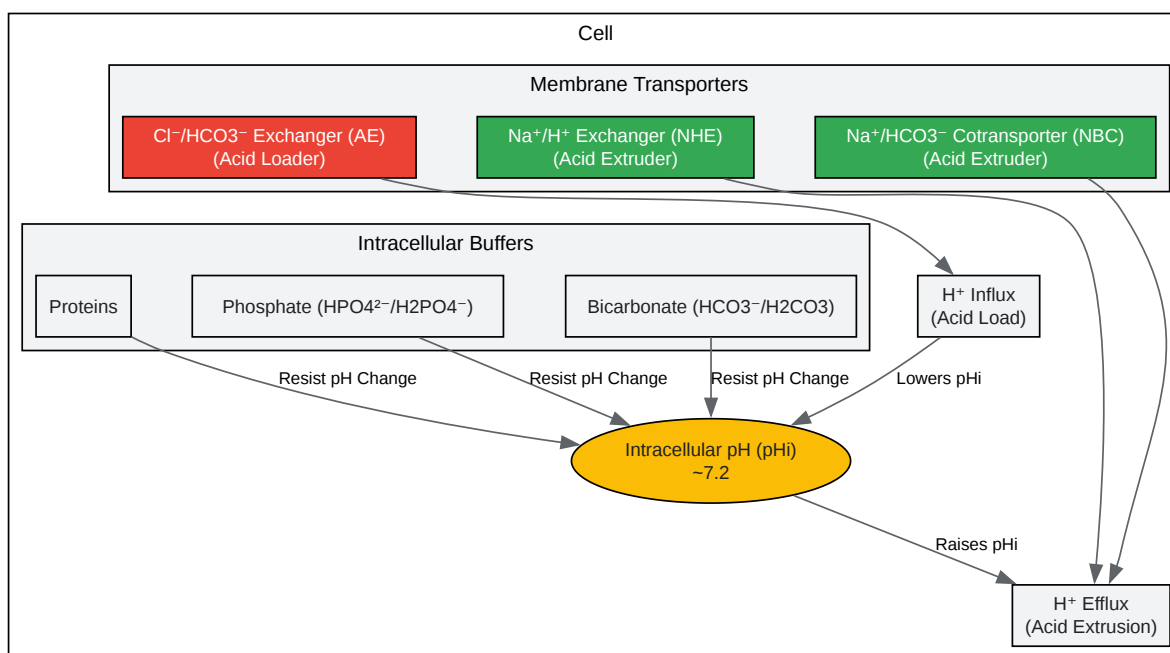 Cell
Membrane Transporters
Cl⁻/HCO3⁻ Exchanger (AE)
(Acid Loader)
Na⁺/H⁺ Exchanger (NHE)
(Acid Extruder)
Na⁺/HCO3⁻ Cotransporter (NBC)
(Acid Extruder)
Intracellular Buffers
Proteins
Phosphate (HPO4²⁻/H2PO4⁻)
Bicarbonate (HCO3⁻/H2CO3)
H⁺ Influx
(Acid Load)
Resist pH Change
Resist pH Change
Resist pH Change
Lowers pHi
Intracellular pH (pHi)
~7.2
Raises pHi
H⁺ Efflux
(Acid Extrusion)